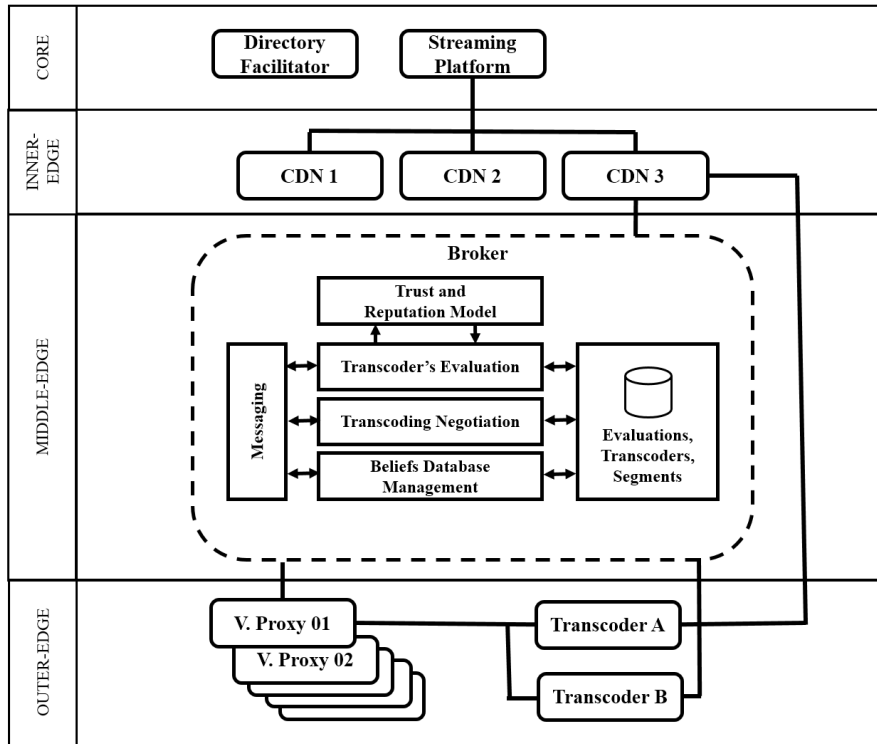 CORE
Directory
Facilitator
Streaming
Platform
INNER-
EDGE
CDN 1
CDN 2
CDN 3
MIDDLE-EDGE
Broker
Trust and
Reputation Model
Messaging
Transcoder’s Evaluation
Transcoding Negotiation
Beliefs Database
Management
Evaluations,
Transcoders,
Segments
OUTER-EDGE
V. Proxy 01
V. Proxy 02
Transcoder A
Transcoder B